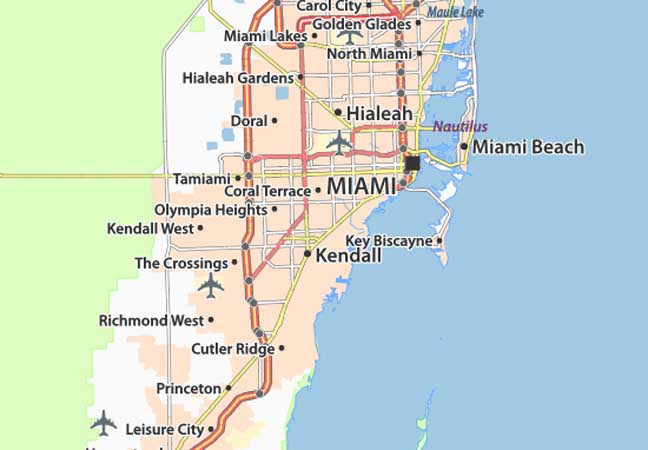 Carol City
Maule Lake
Golden Glades
Miami Lakes
North Miami
Hialeah Gardens
Hialeah
Doral
Nautilus
Miami Beach
Tamiami
MIAMI
Coral Terrace
Olympia Heights
Kendall West
Key Biscayne
Kendall
The Crossings
Richmond West
Cutler Ridge
Princeton
Leisure City